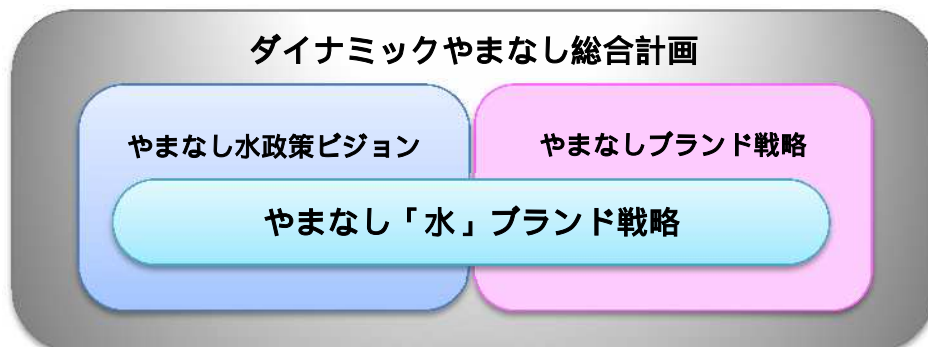 ダイナミックやまなし総合計画
やまなし水政策ビジョン
やまなしブランド戦略
やまなし「水」ブランド戦略